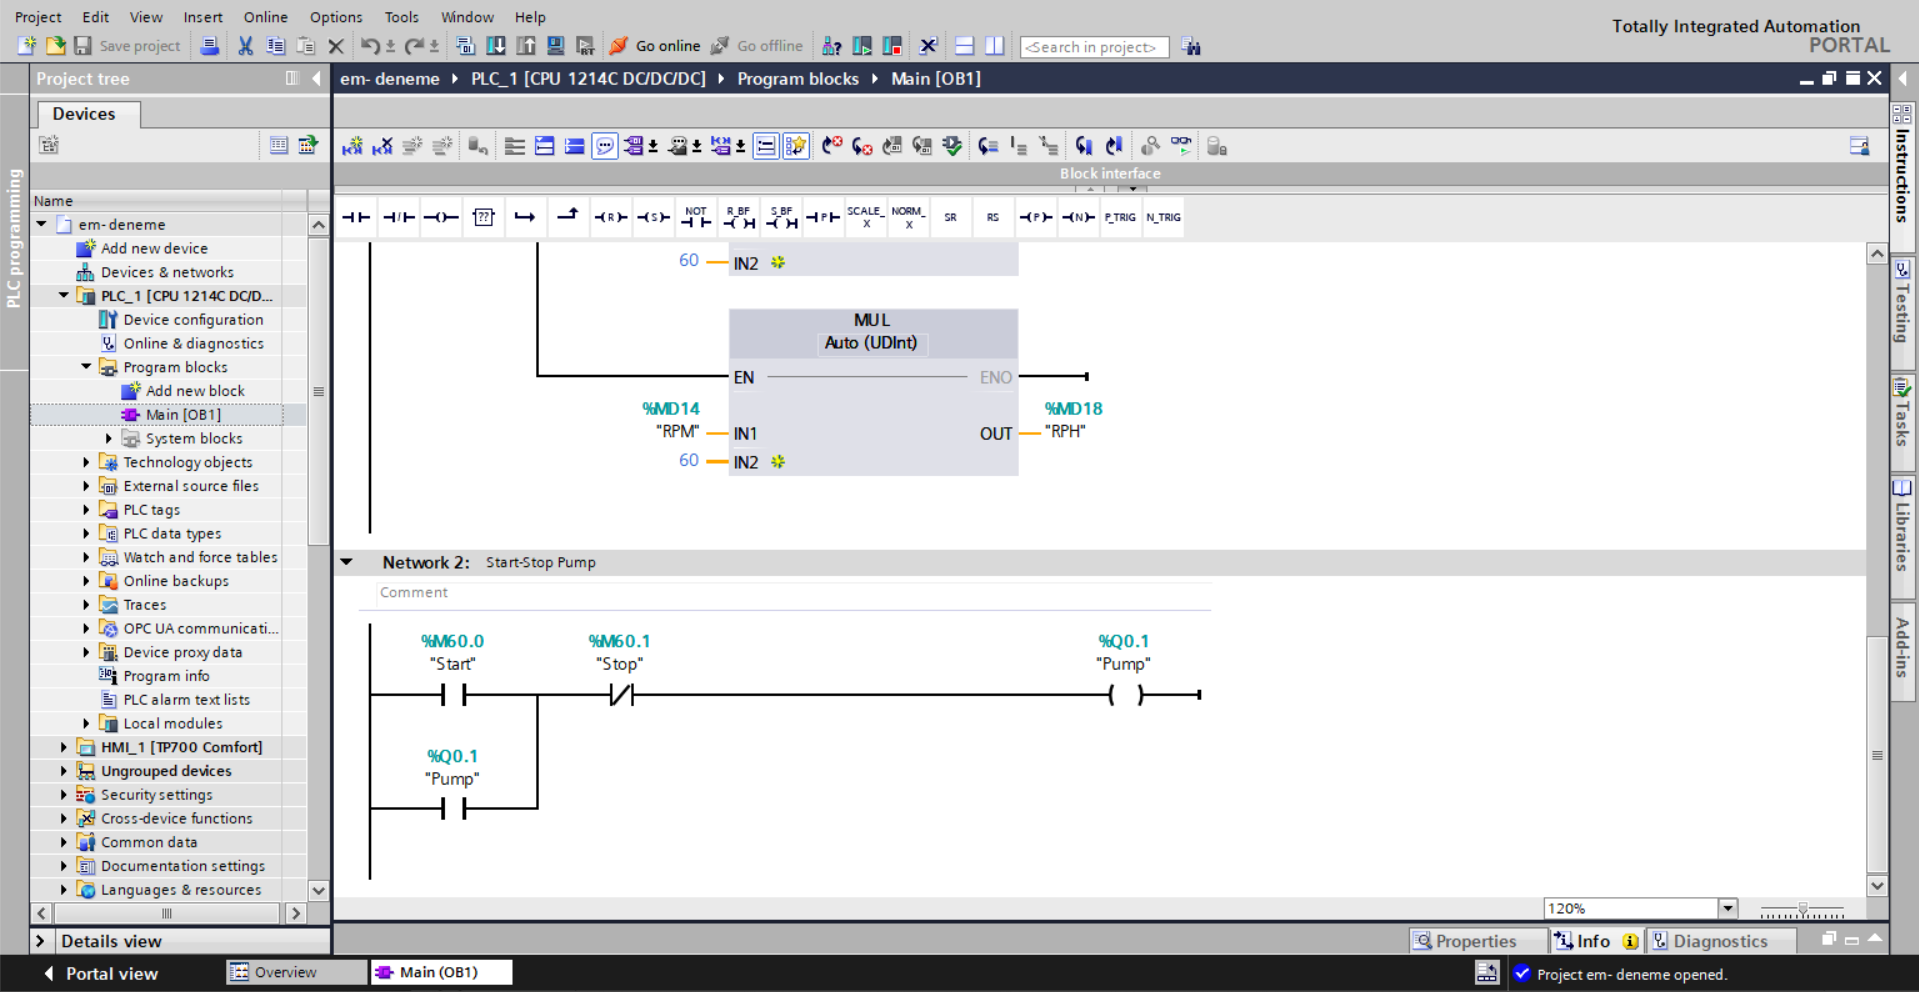 Project Edit View Insert Online Options Tools Window Help
Totally Integrated Automation
PORTAL
Save project
Go online
Go offline
<Search in project>
Project tree
em- deneme PLC_1 [CPU 1214C DC/DC/DC] Program blocks Main [OB1]
Devices
PLC programming
Block interface
Name
em- deneme
Add new device
Devices & networks
PLC_1 [CPU 1214C DC/D...
Device configuration
Online & diagnostics
Program blocks
Add new block
Main [OB1]
System blocks
Technology objects
External source files
PLC tags
PLC data types
Watch and force tables
Online backups
Traces
OPC UA communicati...
Device proxy data
Program info
PLC alarm text lists
Local modules
HMI_1 [TP700 Comfort]
Ungrouped devices
Security settings
Cross-device functions
Common data
Documentation settings
Languages & resources
Details view
?? (R) (S) NOT R_BF S_BF P SCALE_X NORM_X SR RS (P) (N) P_TRIG N_TRIG
60 IN2
MUL
Auto (UDInt)
EN ENO
%MD14 %MD18
"RPM" IN1 OUT "RPH"
60 IN2
Network 2: Start-Stop Pump
Comment
%M60.0 %M60.1 %Q0.1
"Start" "Stop" "Pump"
%Q0.1
"Pump"
120%
Properties Info Diagnostics
Instructions
Testing
Tasks
Libraries
Add-ins
Portal view Overview Main (OB1) Project em- deneme opened.